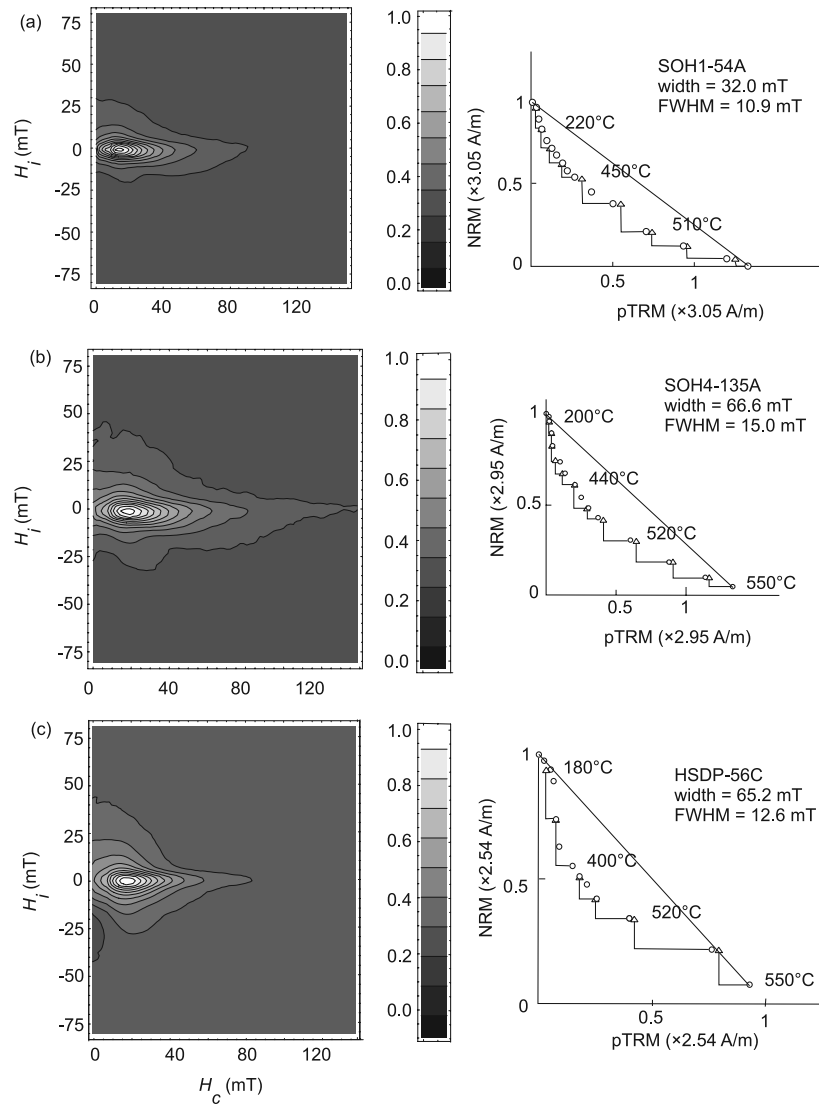 (a)
75
50
25
0
-25
-50
-75
H_i (mT)
0 40 80 120
1.0
0.8
0.6
0.4
0.2
0.0
SOH1-54A
width = 32.0 mT
FWHM = 10.9 mT
NRM (×3.05 A/m)
1
0.5
0
220°C
450°C
510°C
0.5 1
pTRM (×3.05 A/m)
(b)
75
50
25
0
-25
-50
-75
H_i (mT)
0 40 80 120
1.0
0.8
0.6
0.4
0.2
0.0
SOH4-135A
width = 66.6 mT
FWHM = 15.0 mT
NRM (×2.95 A/m)
1
0.5
0
200°C
440°C
520°C
550°C
0.5 1
pTRM (×2.95 A/m)
(c)
75
50
25
0
-25
-50
-75
H_i (mT)
0 40 80 120
H_c (mT)
1.0
0.8
0.6
0.4
0.2
0.0
HSDP-56C
width = 65.2 mT
FWHM = 12.6 mT
NRM (×2.54 A/m)
1
0.5
0
180°C
400°C
520°C
550°C
0.5 1
pTRM (×2.54 A/m)